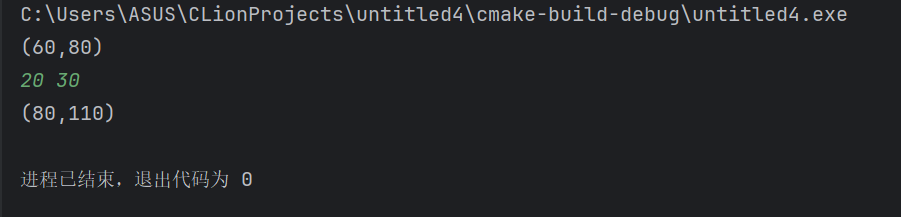 C:\Users\ASUS\CLionProjects\untitled4\cmake-build-debug\untitled4.exe
(60,80)
20 30
(80,110)
进程已结束，退出代码为 0